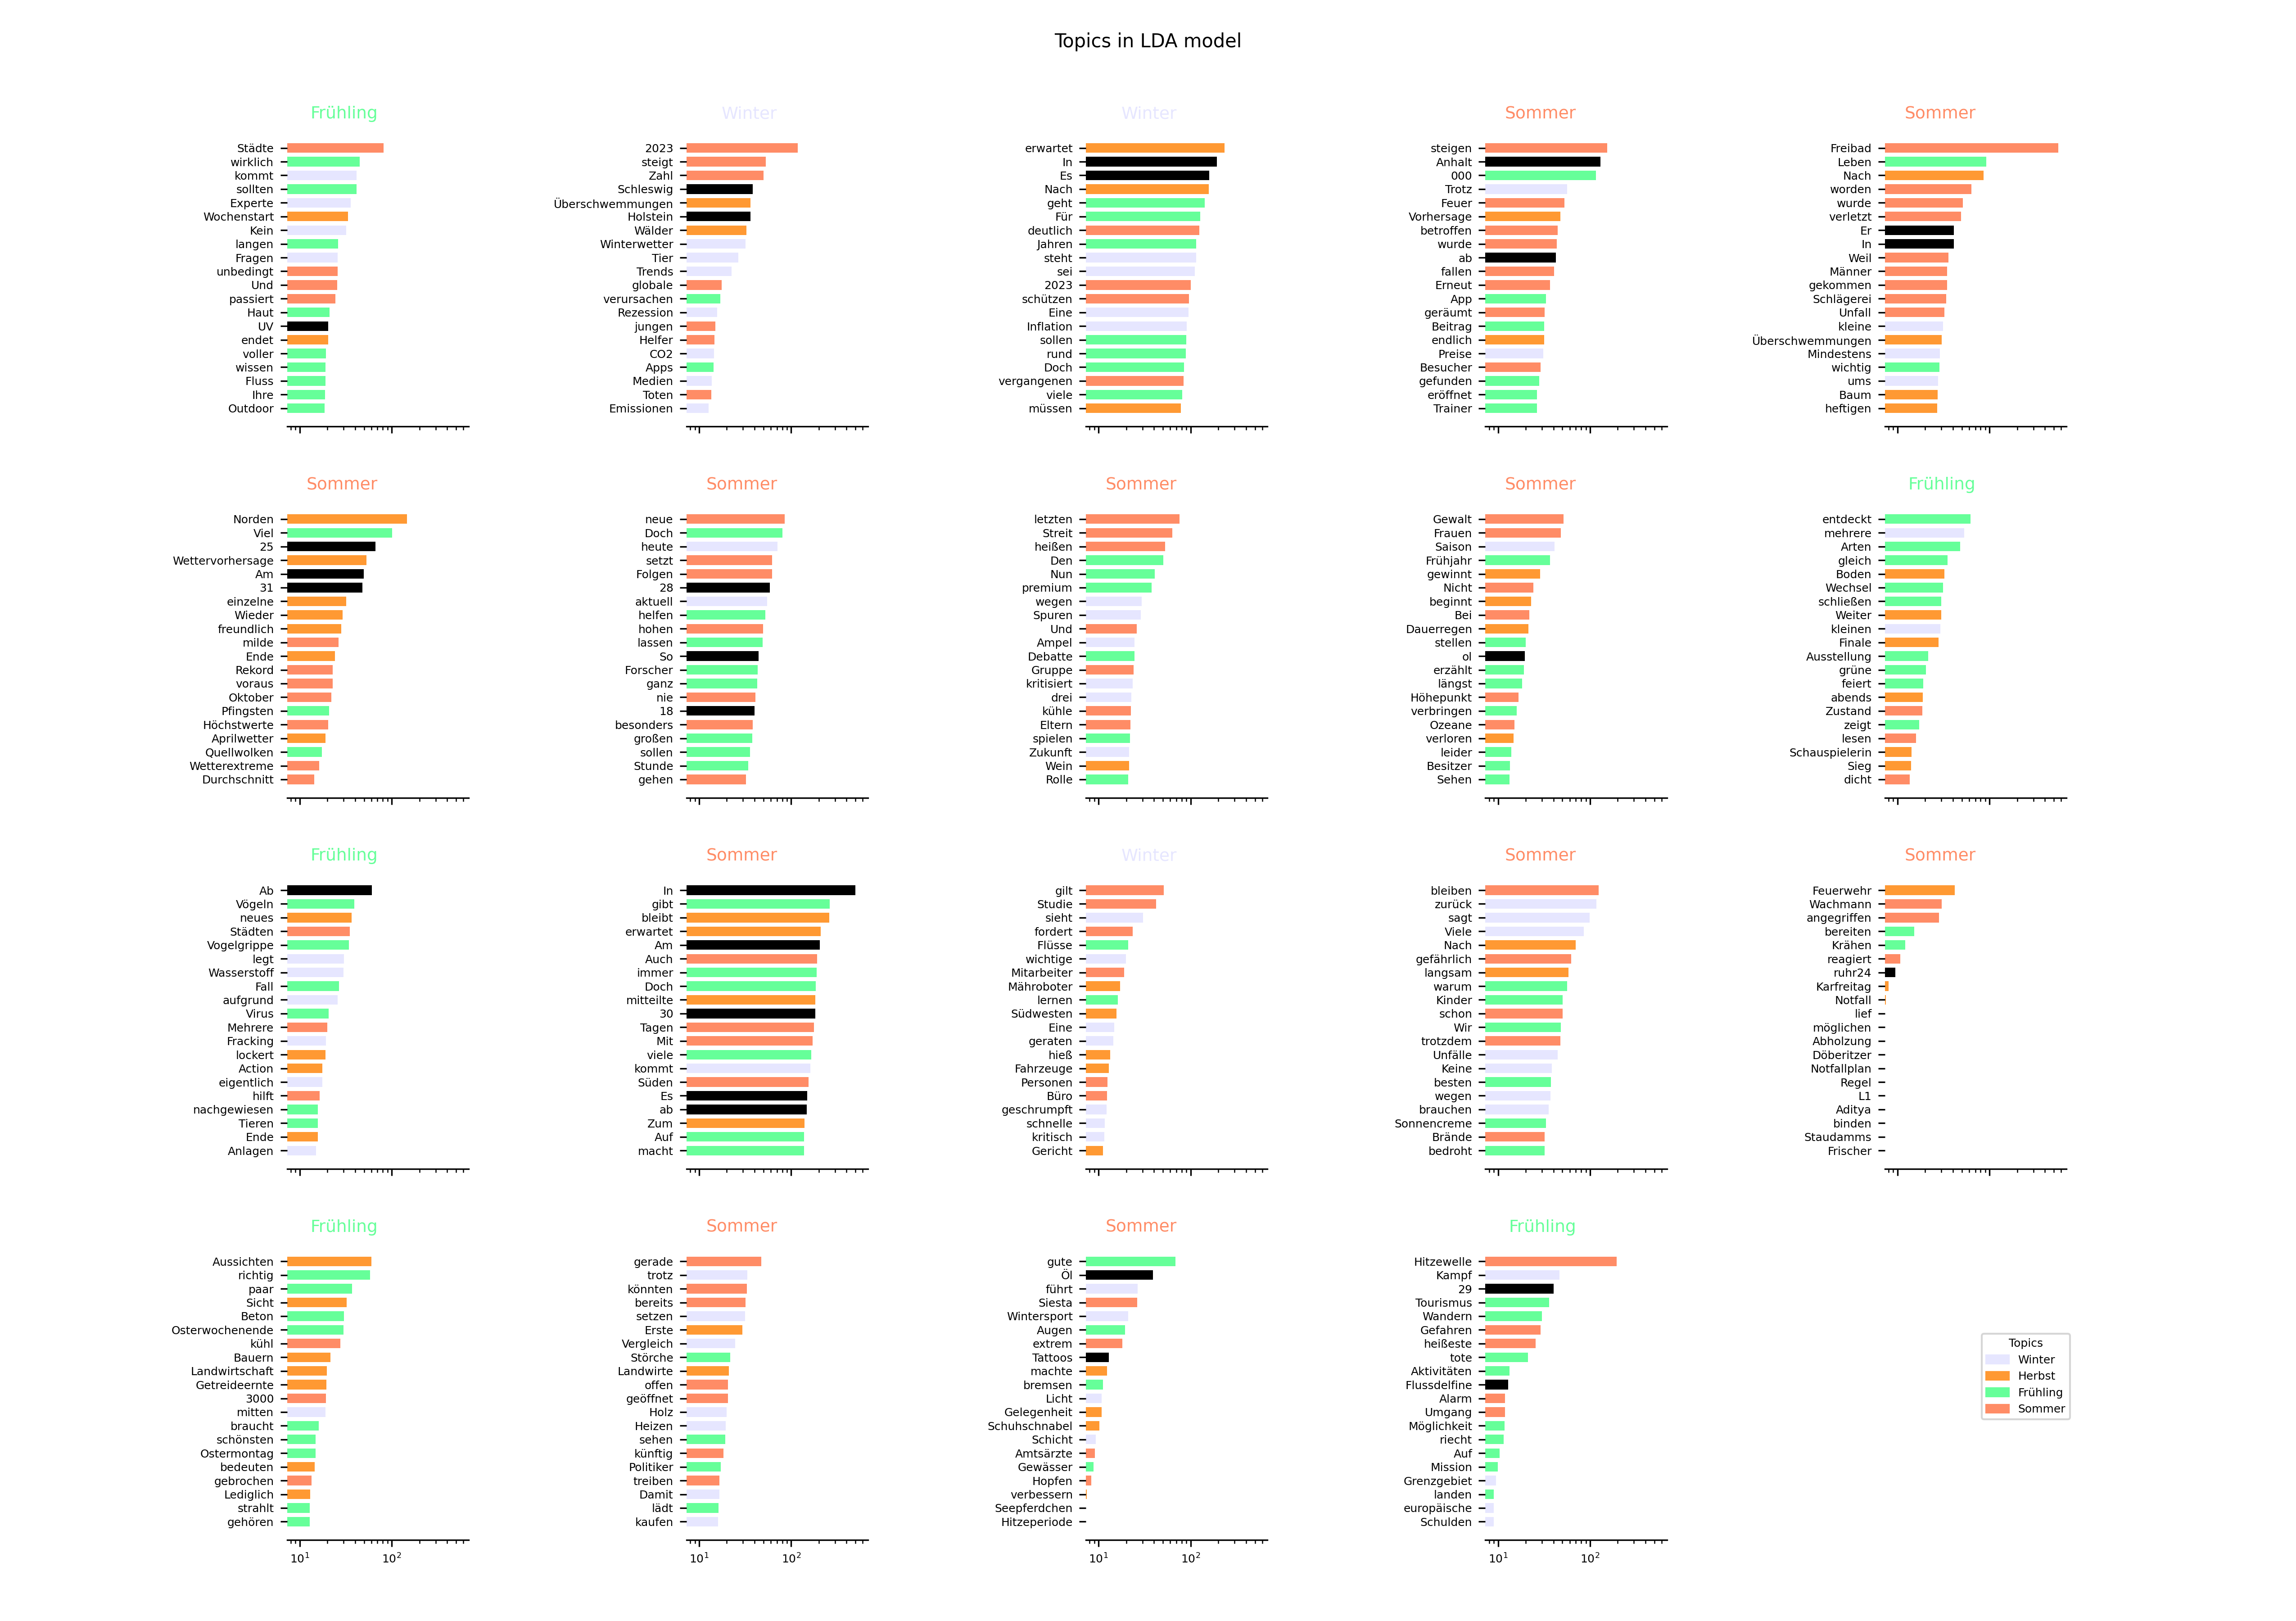 Topics in LDA model
Frühling
Städte
wirklich
kommt
sollten
Experte
Wochenstart
Kein
langen
Fragen
unbedingt
Und
passiert
Haut
UV
endet
voller
wissen
Fluss
Ihre
Outdoor
Winter
2023
steigt
Zahl
Schleswig
Überschwemmungen
Holstein
Wälder
Winterwetter
Tier
Trends
globale
verursachen
Rezession
jungen
Helfer
CO2
Apps
Medien
Toten
Emissionen
Winter
erwartet
In
Es
Nach
geht
Für
deutlich
Jahren
steht
sei
2023
schützen
Eine
Inflation
sollen
rund
Doch
vergangenen
viele
müssen
Sommer
steigen
Anhalt
000
Trotz
Feuer
Vorhersage
betroffen
wurde
ab
fallen
Erneut
App
geräumt
Beitrag
endlich
Preise
Besucher
gefunden
eröffnet
Trainer
Sommer
Freibad
Leben
Nach
worden
wurde
verletzt
Er
In
Weil
Männer
gekommen
Schlägerei
Unfall
kleine
Überschwemmungen
Mindestens
wichtig
ums
Baum
heftigen
Sommer
Norden
Viel
25
Wettervorhersage
Am
31
einzelne
Wieder
freundlich
milde
Ende
Rekord
voraus
Oktober
Pfingsten
Höchstwerte
Aprilwetter
Quellwolken
Wetterextreme
Durchschnitt
Sommer
neue
Doch
heute
setzt
Folgen
28
aktuell
helfen
hohen
lassen
So
Forscher
ganz
nie
18
besonders
großen
sollen
Stunde
gehen
Sommer
letzten
Streit
heißen
Den
Nun
premium
wegen
Spuren
Und
Ampel
Debatte
Gruppe
kritisiert
drei
kühle
Eltern
spielen
Zukunft
Wein
Rolle
Sommer
Gewalt
Frauen
Saison
Frühjahr
gewinnt
Nicht
beginnt
Bei
Dauerregen
stellen
ol
erzählt
längst
Höhepunkt
verbringen
Ozeane
verloren
leider
Besitzer
Sehen
Frühling
entdeckt
mehrere
Arten
gleich
Boden
Wechsel
schließen
Weiter
kleinen
Finale
Ausstellung
grüne
feiert
abends
Zustand
zeigt
lesen
Schauspielerin
Sieg
dicht
Frühling
Ab
Vögeln
neues
Städten
Vogelgrippe
legt
Wasserstoff
Fall
aufgrund
Virus
Mehrere
Fracking
lockert
Action
eigentlich
hilft
nachgewiesen
Tieren
Ende
Anlagen
Sommer
In
gibt
bleibt
erwartet
Am
Auch
immer
Doch
mitteilte
30
Tagen
Mit
viele
kommt
Süden
Es
ab
Zum
Auf
macht
Winter
gilt
Studie
sieht
fordert
Flüsse
wichtige
Mitarbeiter
Mähroboter
lernen
Südwesten
Eine
geraten
hieß
Fahrzeuge
Personen
Büro
geschrumpft
schnelle
kritisch
Gericht
Sommer
bleiben
zurück
sagt
Viele
Nach
gefährlich
langsam
warum
Kinder
schon
Wir
trotzdem
Unfälle
Keine
besten
wegen
brauchen
Sonnencreme
Brände
bedroht
Sommer
Feuerwehr
Wachmann
angegriffen
bereiten
Krähen
reagiert
ruhr24
Karfreitag
Notfall
lief
möglichen
Abholzung
Döberitzer
Notfallplan
Regel
L1
Aditya
binden
Staudamms
Frischer
Frühling
Aussichten
richtig
paar
Sicht
Beton
Osterwochenende
kühl
Bauern
Landwirtschaft
Getreideernte
3000
mitten
braucht
schönsten
Ostermontag
bedeuten
gebrochen
Lediglich
strahlt
gehören
10¹ 10²
Sommer
gerade
trotz
könnten
bereits
setzen
Erste
Vergleich
Störche
Landwirte
offen
geöffnet
Holz
Heizen
sehen
künftig
Politiker
treiben
Damit
lädt
kaufen
10¹ 10²
Sommer
gute
Öl
führt
Siesta
Wintersport
Augen
extrem
Tattoos
machte
bremsen
Licht
Gelegenheit
Schuhschnabel
Schicht
Amtsärzte
Gewässer
Hopfen
verbessern
Seepferdchen
Hitzeperiode
10¹ 10²
Frühling
Hitzewelle
Kampf
29
Tourismus
Wandern
Gefahren
heißeste
tote
Aktivitäten
Flussdelfine
Alarm
Umgang
Möglichkeit
riecht
Auf
Mission
Grenzgebiet
landen
europäische
Schulden
10¹ 10²
Topics
Winter
Herbst
Frühling
Sommer